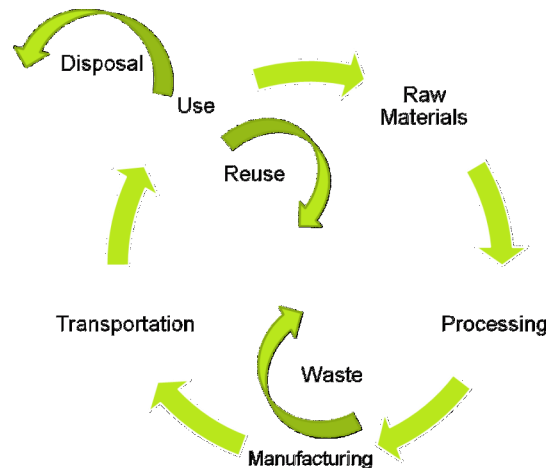 Disposal
Use
Raw
Materials
Reuse
Transportation
Processing
Waste
Manufacturing